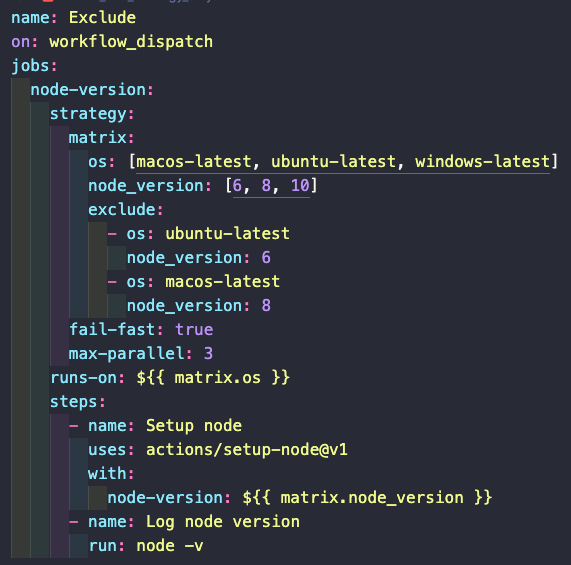 name: Exclude
on: workflow_dispatch
jobs:
  node-version:
    strategy:
      matrix:
        os: [macos-latest, ubuntu-latest, windows-latest]
        node_version: [6, 8, 10]
        exclude:
          - os: ubuntu-latest
            node_version: 6
          - os: macos-latest
            node_version: 8
      fail-fast: true
      max-parallel: 3
    runs-on: ${{ matrix.os }}
    steps:
      - name: Setup node
        uses: actions/setup-node@v1
        with:
          node-version: ${{ matrix.node_version }}
      - name: Log node version
        run: node -v